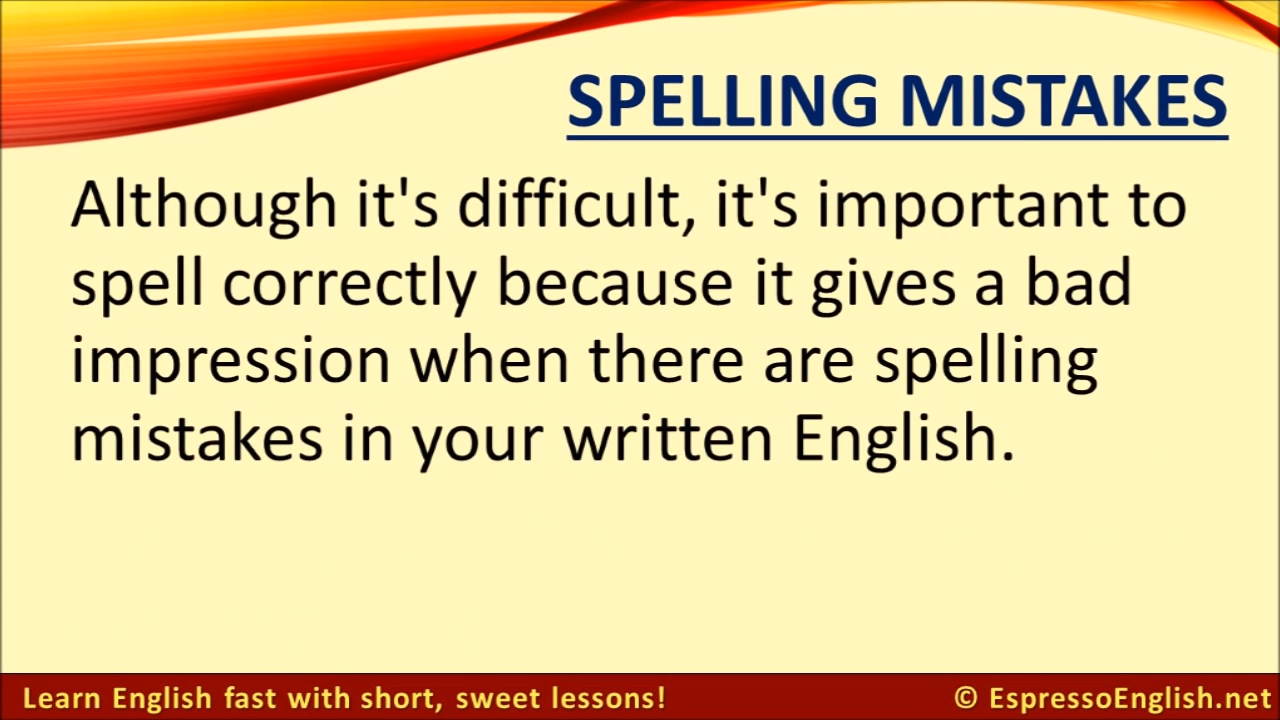 SPELLING MISTAKES
Although it's difficult, it's important to
spell correctly because it gives a bad
impression when there are spelling
mistakes in your written English.
Learn English fast with short, sweet lessons!
© EspressoEnglish.net